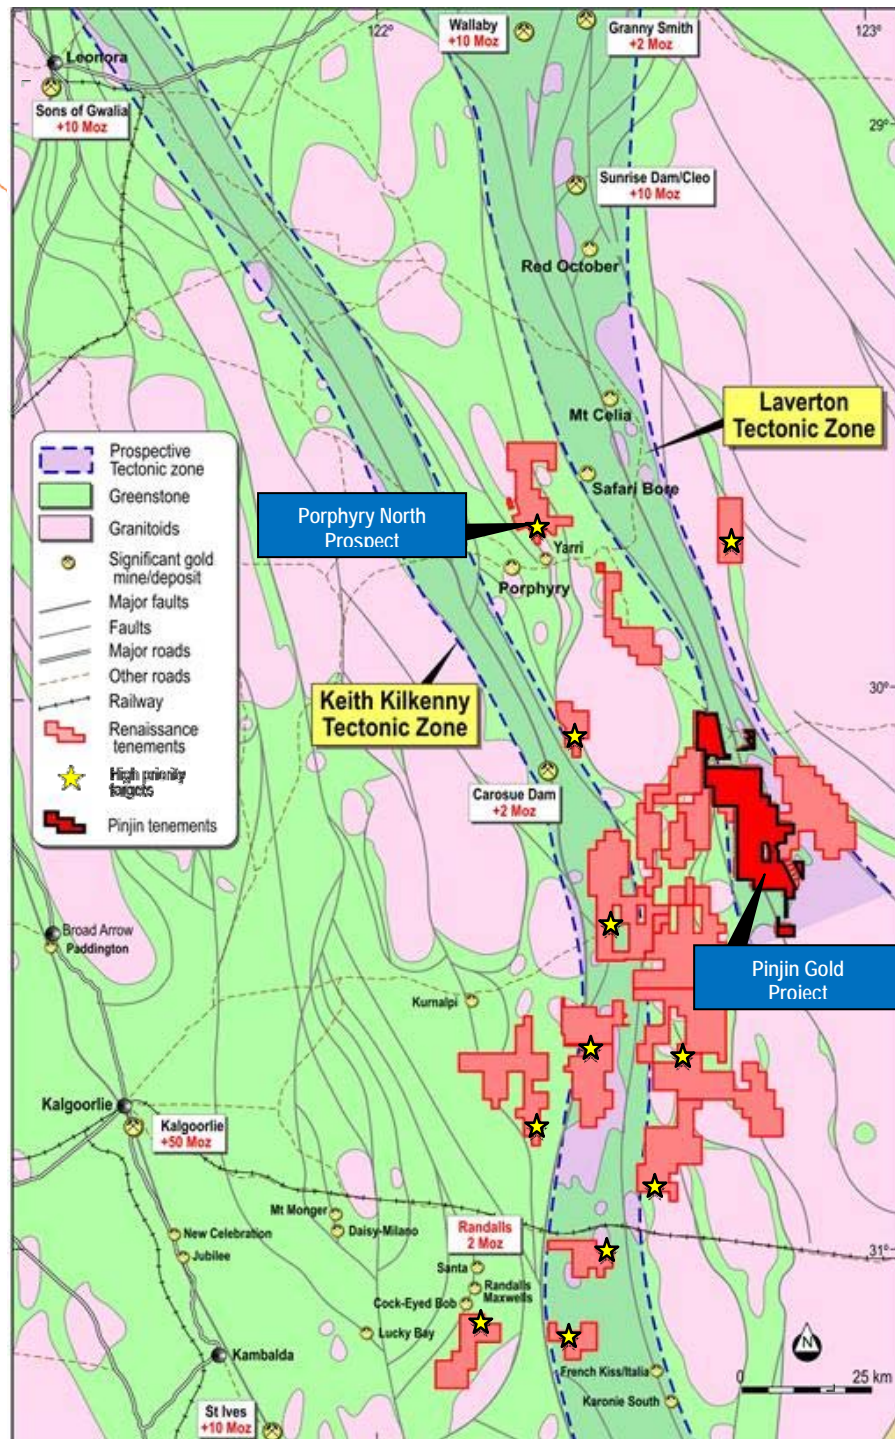 122º
123º
Wallaby
+10 Moz
Granny Smith
+2 Moz
Leonora
Sons of Gwalia
+10 Moz
29º
Sunrise Dam/Cleo
+10 Moz
Red October
Mt Celia
Laverton
Tectonic Zone
Safari Bore
Prospective
Tectonic zone
Greenstone
Granitoids
Significant gold
mine/deposit
Major faults
Faults
Major roads
Other roads
Railway
Renaissance
tenements
High priority
targets
Pinjin tenements
Porphyry North
Prospect
Yarri
Porphyry
Keith Kilkenny
Tectonic Zone
30º
Carosue Dam
+2 Moz
Broad Arrow
Paddington
Pinjin Gold
Project
Kurnalpi
Kalgoorlie
Kalgoorlie
+50 Moz
Mt Monger
Daisy-Milano
New Celebration
Jubilee
Randalls
2 Moz
31º
Santa
Randalls
Maxwells
Cock-Eyed Bob
Lucky Bay
Kambalda
N
French Kiss/Italia
0 25 km
Karonie South
St Ives
+10 Moz